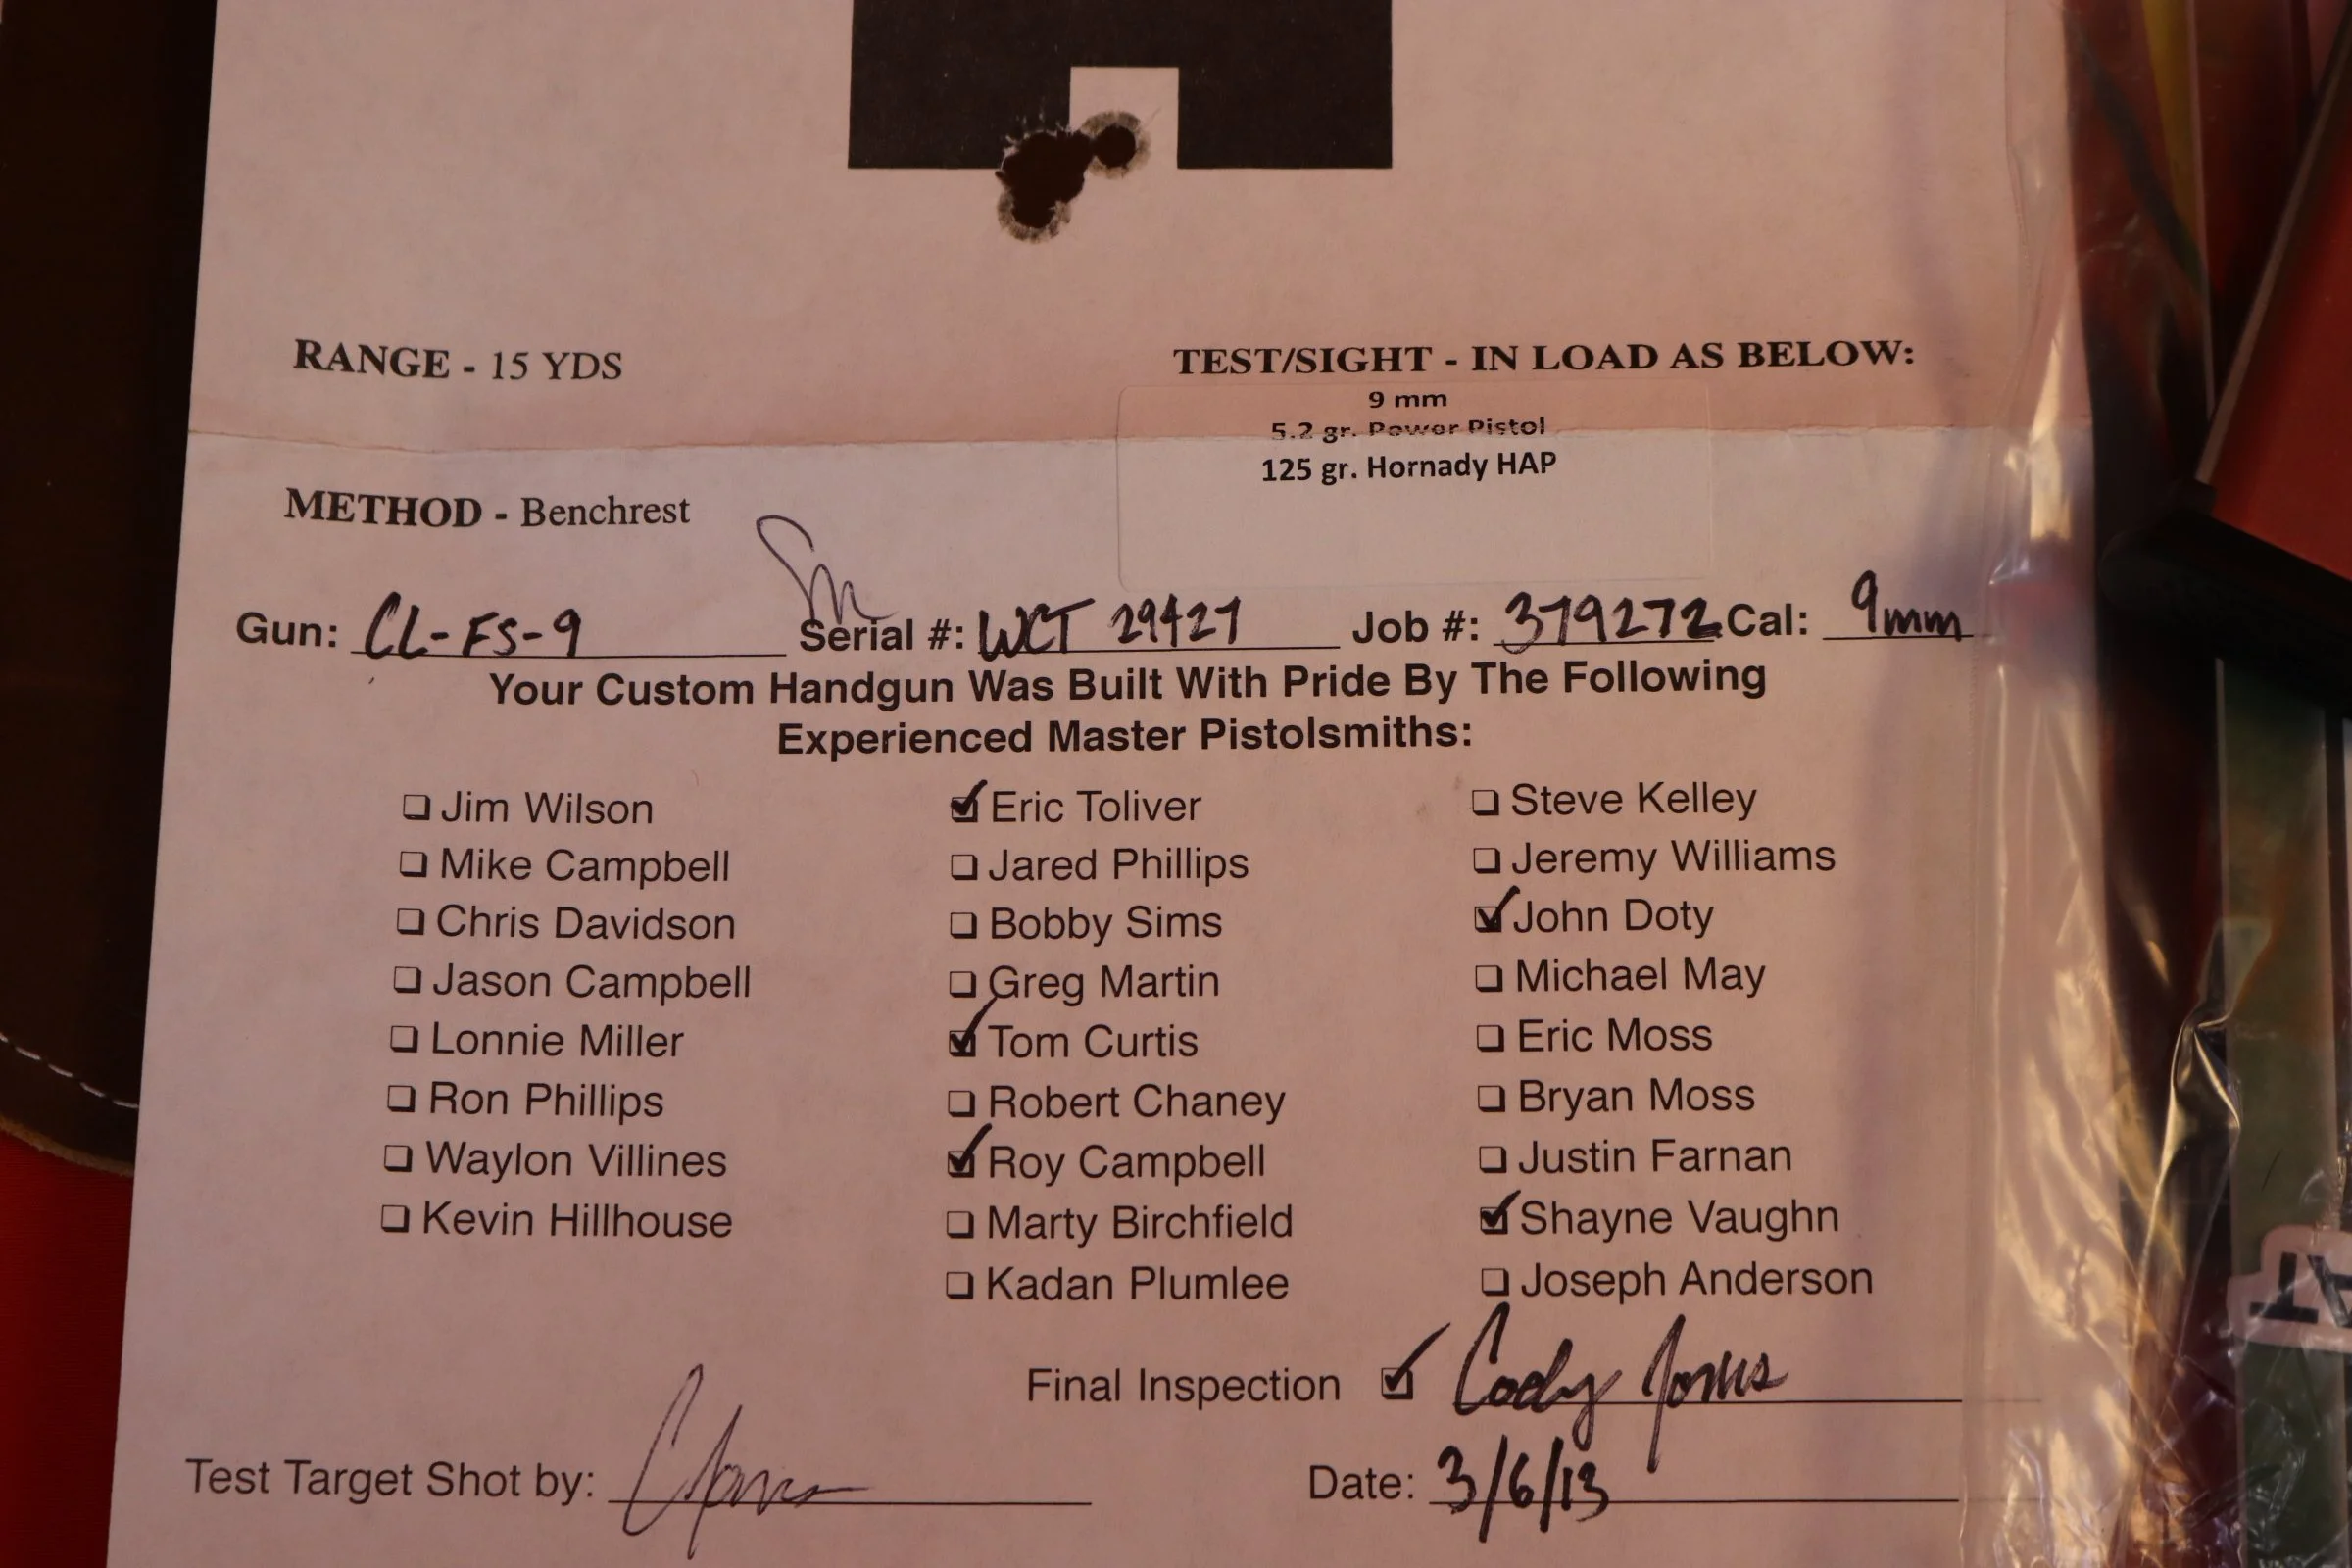 RANGE - 15 YDS
TEST/SIGHT - IN LOAD AS BELOW:
9 mm
5.2 gr. Power Pistol
125 gr. Hornady HAP
METHOD - Benchrest
Gun: CL-FS-9 Serial #: WCT 29427 Job #: 379272 Cal: 9mm
Your Custom Handgun Was Built With Pride By The Following
Experienced Master Pistolsmiths:
Jim Wilson
Mike Campbell
Chris Davidson
Jason Campbell
Lonnie Miller
Ron Phillips
Waylon Villines
Kevin Hillhouse
Eric Toliver
Jared Phillips
Bobby Sims
Greg Martin
Tom Curtis
Robert Chaney
Roy Campbell
Marty Birchfield
Kadan Plumlee
Steve Kelley
Jeremy Williams
John Doty
Michael May
Eric Moss
Bryan Moss
Justin Farnan
Shayne Vaughn
Joseph Anderson
Final Inspection Cody Jones
Test Target Shot by:
Date: 3/6/13